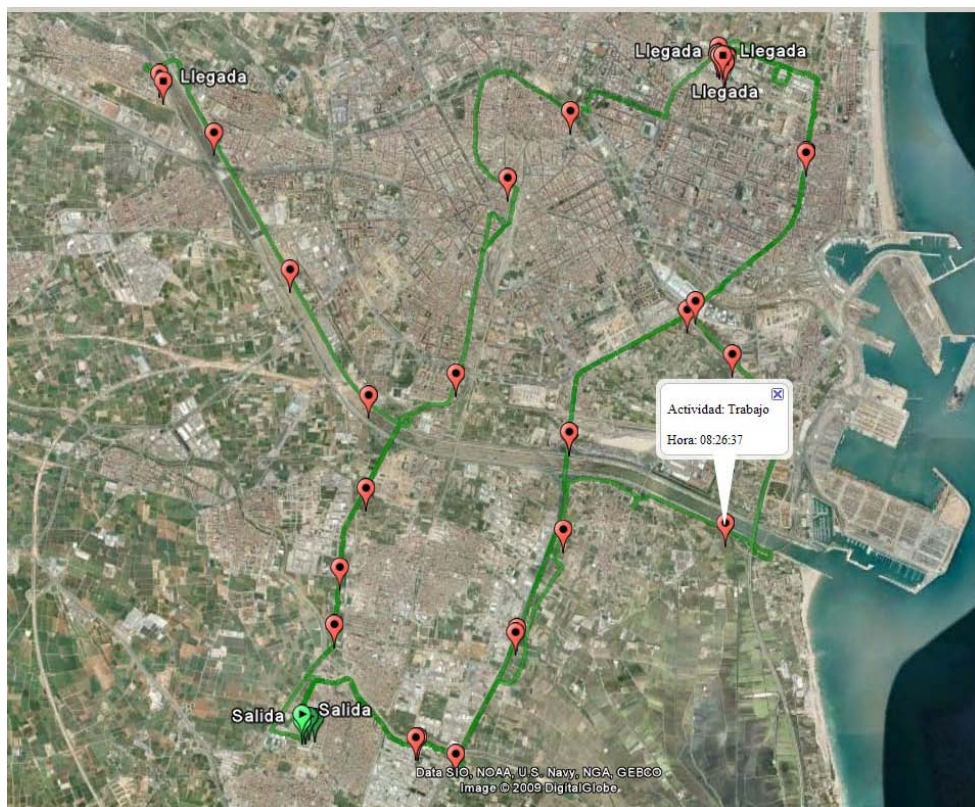 Llegada
Llegada
Llegada
Llegada
Actividad: Trabajo
Hora: 08:26:37
Salida
Salida
Data SIO, NOAA, U.S. Navy, NGA, GEBCO
Image © 2009 DigitalGlobe